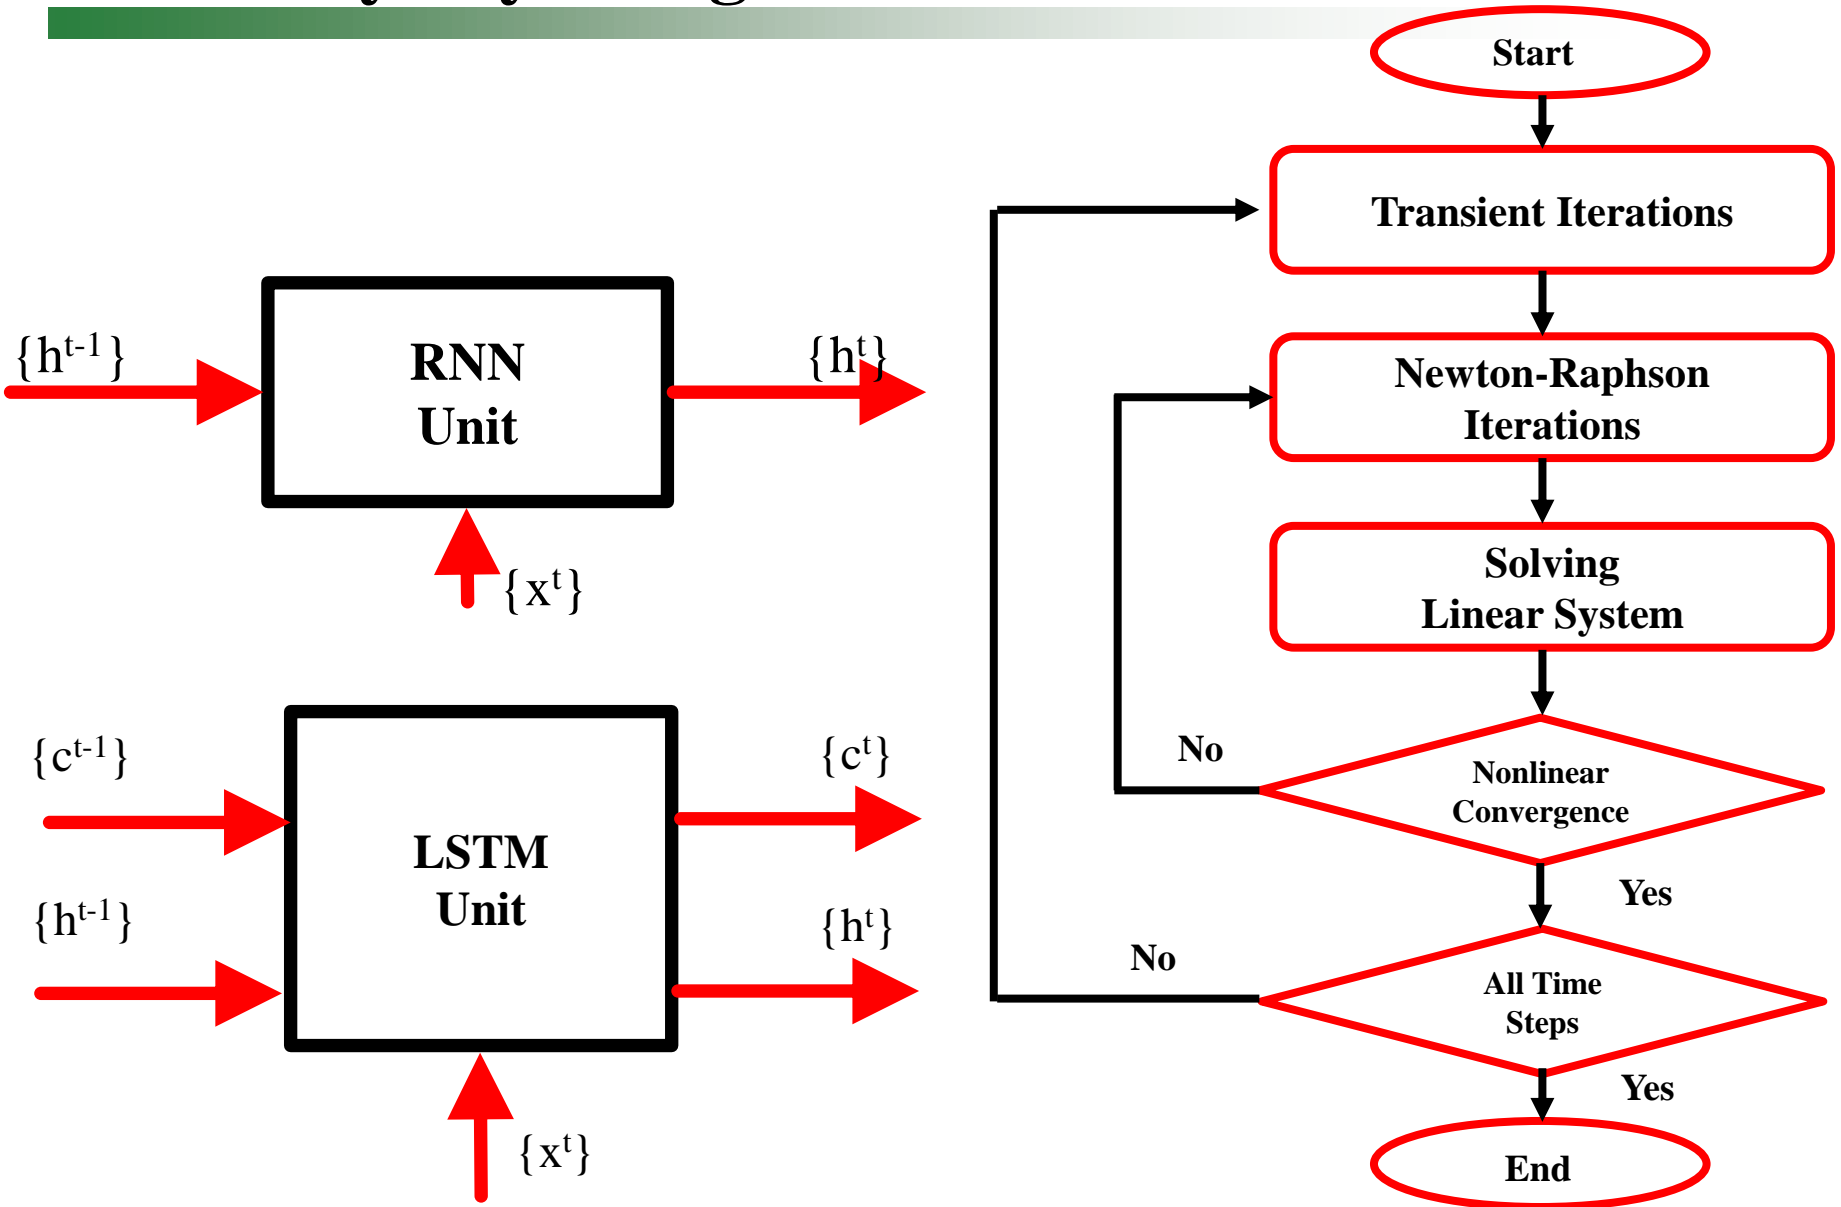 Start
Transient Iterations
Newton-Raphson
Iterations
Solving
Linear System
No
Nonlinear
Convergence
Yes
No
All Time
Steps
Yes
End
{h^{t-1}}
RNN
Unit
{h^t}
{x^t}
{c^{t-1}}
{h^{t-1}}
LSTM
Unit
{c^t}
{h^t}
{x^t}